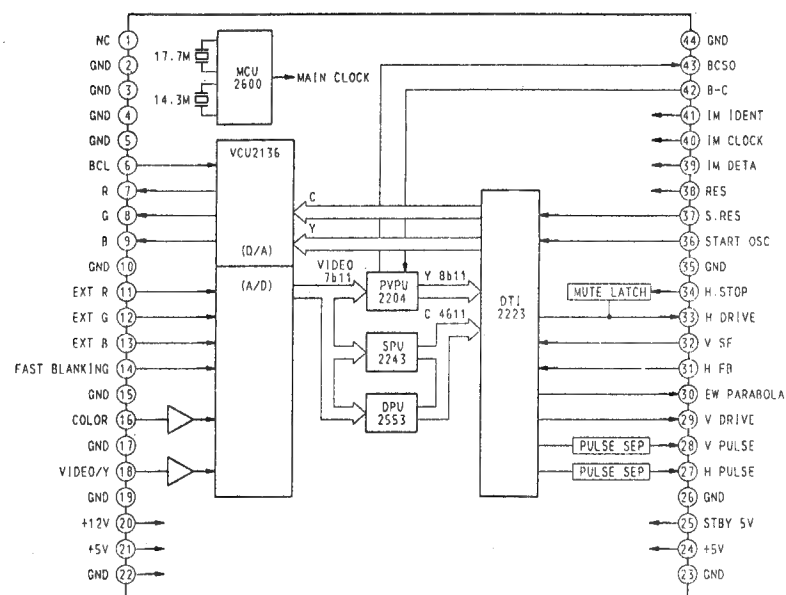 NC 1
GND 2
GND 3
GND 4
GND 5
BCL 6
R 7
G 8
B 9
GND 10
EXT R 11
EXT G 12
EXT B 13
FAST BLANKING 14
GND 15
COLOR 16
GND 17
VIDEO/Y 18
GND 19
+12V 20
+5V 21
GND 22
17.7M
14.3M
MCU
2600
MAIN CLOCK
VCU2136
(D/A)
(A/D)
C
Y
VIDEO
7b11
PVPU
2204
Y 8b11
C 4611
SPU
2243
DPU
2553
DTI
2223
MUTE LATCH
PULSE SEP
PULSE SEP
44 GND
43 BCSO
42 B-C
41 IM IDENT
40 IM CLOCK
39 IM DETA
38 RES
37 S.RES
36 START OSC
35 GND
34 H.STOP
33 H DRIVE
32 V SF
31 H FB
30 EW PARABOLA
29 V DRIVE
28 V PULSE
27 H PULSE
26 GND
25 STBY 5V
24 +5V
23 GND